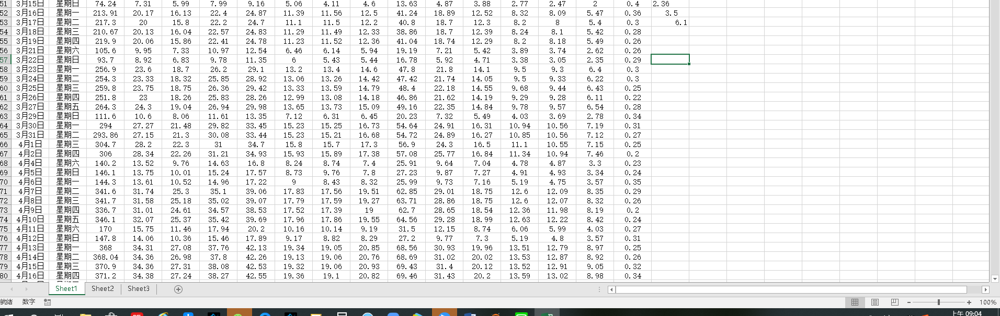 51 3月15日 星期日 74.24 7.31 5.99 7.99 9.16 5.06 4.11 4.6 13.63 4.87 3.88 2.77 2.47 2 0.4 2.36
52 3月16日 星期一 213.91 20.17 16.13 22.4 24.87 11.39 11.56 12.5 41.24 18.89 12.52 8.32 8.09 5.47 0.36 3.5
53 3月17日 星期二 217.3 20 15.8 22.2 24.7 11.1 11.5 12.2 40.8 18.7 12.3 8.2 8 5.4 0.3 6.1
54 3月18日 星期三 210.67 20.13 16.04 22.57 24.83 11.29 11.49 12.33 38.86 18.7 12.39 8.24 8.1 5.42 0.28
55 3月19日 星期四 219.9 20.06 15.86 22.41 24.78 11.23 11.52 12.36 41.04 18.74 12.29 8.2 8.18 5.49 0.26
56 3月21日 星期六 105.6 9.95 7.33 10.97 12.54 6.46 6.14 5.94 19.19 7.21 5.42 3.89 3.74 2.62 0.26
57 3月22日 星期日 93.7 8.92 6.83 9.78 11.35 6 5.43 5.44 16.78 5.92 4.71 3.38 3.05 2.35 0.29
58 3月23日 星期一 256.9 23.6 18.7 26.2 29.1 13.2 13.4 14.6 47.8 21.8 14.1 9.5 9.3 6.4 0.3
59 3月24日 星期二 254.3 23.33 18.32 25.85 28.92 13.06 13.26 14.42 47.42 21.74 14.05 9.5 9.33 6.22 0.3
60 3月25日 星期三 259.8 23.75 18.75 26.36 29.42 13.33 13.59 14.79 48.4 22.18 14.55 9.68 9.44 6.43 0.25
61 3月26日 星期四 251.8 23 18.26 25.83 28.26 12.99 13.08 14.18 46.86 21.62 14.19 9.29 9.28 6.11 0.22
62 3月27日 星期五 264.3 24.3 19.04 26.94 29.98 13.65 13.73 15.09 49.16 22.35 14.84 9.78 9.57 6.54 0.28
63 3月29日 星期日 111.6 10.6 8.06 11.61 13.35 7.12 6.31 6.45 20.23 7.32 5.49 4.03 3.69 2.78 0.34
64 3月30日 星期一 294 27.27 21.48 29.82 33.45 15.23 15.25 16.73 54.64 24.91 16.31 10.94 10.56 7.19 0.31
65 3月31日 星期二 293.86 27.15 21.3 30.08 33.44 15.23 15.21 16.68 54.72 24.89 16.27 10.85 10.56 7.12 0.27
66 4月1日 星期三 304.7 28.2 22.3 31 34.7 15.8 15.7 17.3 56.9 24.3 16.5 11.1 10.55 7.15 0.25
67 4月2日 星期四 306 28.34 22.26 31.21 34.93 15.93 15.89 17.38 57.08 25.77 16.84 11.34 10.94 7.46 0.2
68 4月4日 星期六 140.2 13.52 9.76 14.63 16.8 8.24 8.74 7.4 25.91 9.64 7.04 4.78 4.87 3.3 0.23
69 4月5日 星期日 146.1 13.75 10.01 15.24 17.57 8.73 9.76 7.8 27.23 9.87 7.27 4.91 4.93 3.34 0.24
70 4月6日 星期一 144.3 13.61 10.52 14.96 17.22 9 8.43 8.32 25.99 9.73 7.16 5.19 4.75 3.57 0.35
71 4月7日 星期二 341.6 31.74 25.3 35.1 39.06 17.83 17.56 19.51 62.85 29.01 18.75 12.6 12.09 8.35 0.29
72 4月8日 星期三 341.7 31.58 25.18 35.02 39.07 17.79 17.59 19.27 63.71 28.86 18.75 12.6 12.07 8.32 0.26
73 4月9日 星期四 336.7 31.01 24.61 34.57 38.53 17.52 17.39 19 62.7 28.65 18.54 12.36 11.98 8.19 0.2
74 4月10日 星期五 346.1 32.07 25.37 35.42 39.69 17.96 17.86 19.55 64.56 29.28 18.99 12.63 12.22 8.42 0.24
75 4月11日 星期六 170 15.75 11.46 17.94 20.2 10.16 10.14 9.19 31.5 12.15 8.74 6.06 5.99 4.03 0.27
76 4月12日 星期日 147.8 14.06 10.36 15.46 17.89 9.17 8.82 8.29 27.2 9.77 7.3 5.19 4.8 3.57 0.31
77 4月13日 星期一 368 34.31 27.08 37.76 42.13 19.34 19.05 20.85 68.56 30.93 19.96 13.51 12.79 8.97 0.25
78 4月14日 星期二 368.04 34.36 26.98 37.8 42.26 19.13 19.06 20.76 68.69 31.02 20.02 13.53 12.87 8.92 0.26
79 4月15日 星期三 370.9 34.36 27.31 38.08 42.53 19.32 19.06 20.93 69.43 31.4 20.12 13.52 12.91 9.05 0.32
80 4月16日 星期四 371.2 34.38 27.24 38.27 42.55 19.36 19.1 20.82 69.46 31.43 20.2 13.59 13.02 8.98 0.34
Sheet1 Sheet2 Sheet3
就绪 数字 100%
上午 09:04